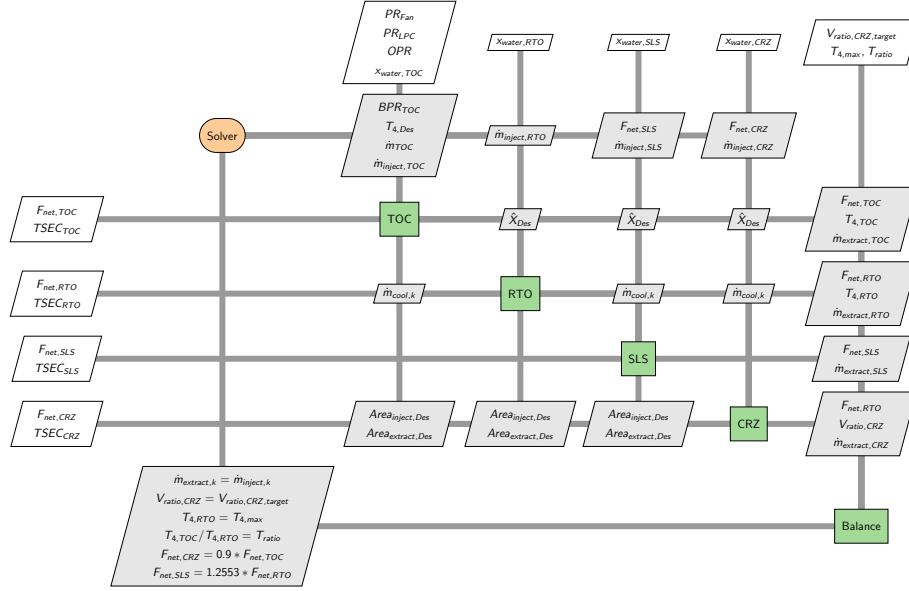 PR_Fan
PR_LPC
OPR
x_water,TOC
x_water,RTO
x_water,SLS
x_water,CRZ
V_ratio,CRZ,target
T_4,max, T_ratio
Solver
BPR_TOC
T_4,Des
ṁ_TOC
ṁ_inject,TOC
ṁ_inject,RTO
F_net,SLS
ṁ_inject,SLS
F_net,CRZ
ṁ_inject,CRZ
F_net,TOC
TSEC_TOC
TOC
X̂_Des
X̂_Des
X̂_Des
F_net,TOC
T_4,TOC
ṁ_extract,TOC
F_net,RTO
TSEC_RTO
ṁ_cool,k
RTO
ṁ_cool,k
ṁ_cool,k
F_net,RTO
T_4,RTO
ṁ_extract,RTO
F_net,SLS
TSEC_SLS
SLS
F_net,SLS
ṁ_extract,SLS
F_net,CRZ
TSEC_CRZ
Area_inject,Des
Area_extract,Des
Area_inject,Des
Area_extract,Des
Area_inject,Des
Area_extract,Des
CRZ
F_net,RTO
V_ratio,CRZ
ṁ_extract,CRZ
ṁ_extract,k = ṁ_inject,k
V_ratio,CRZ = V_ratio,CRZ,target
T_4,RTO = T_4,max
T_4,TOC/T_4,RTO = T_ratio
F_net,CRZ = 0.9 * F_net,TOC
F_net,SLS = 1.2553 * F_net,RTO
Balance